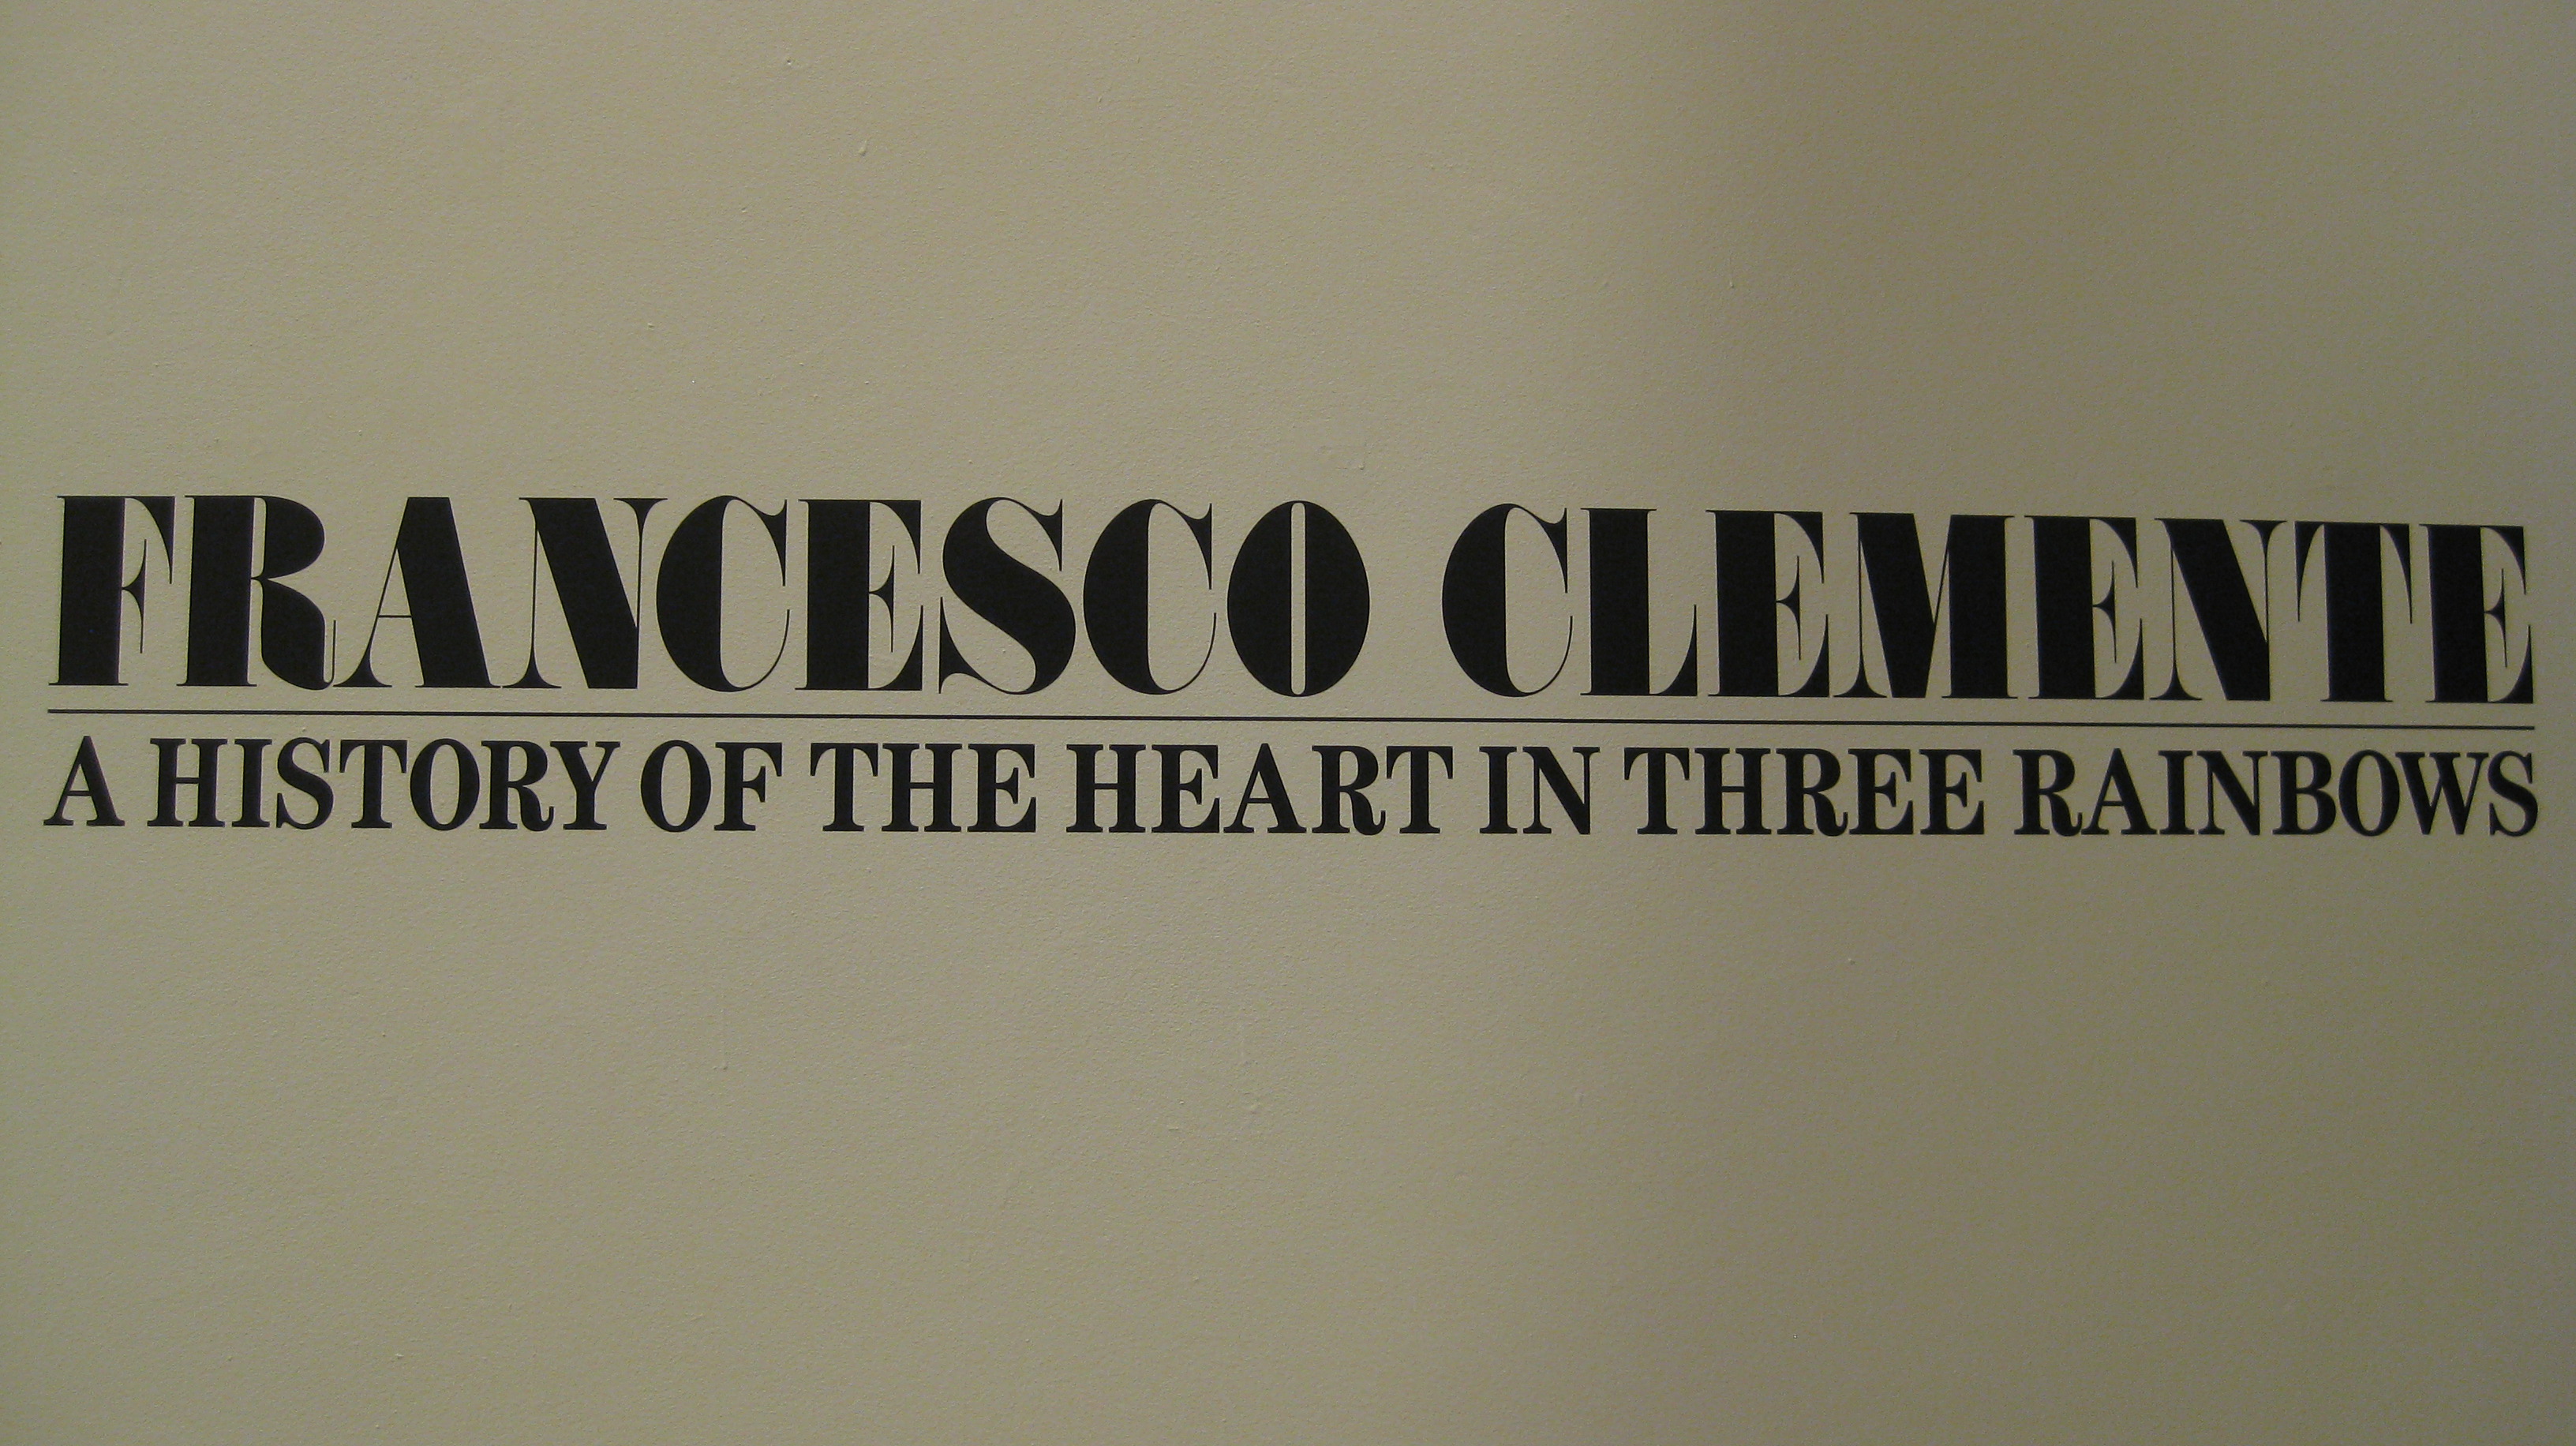 FRANCESCO CLEMENTE
A HISTORY OF THE HEART IN THREE RAINBOWS